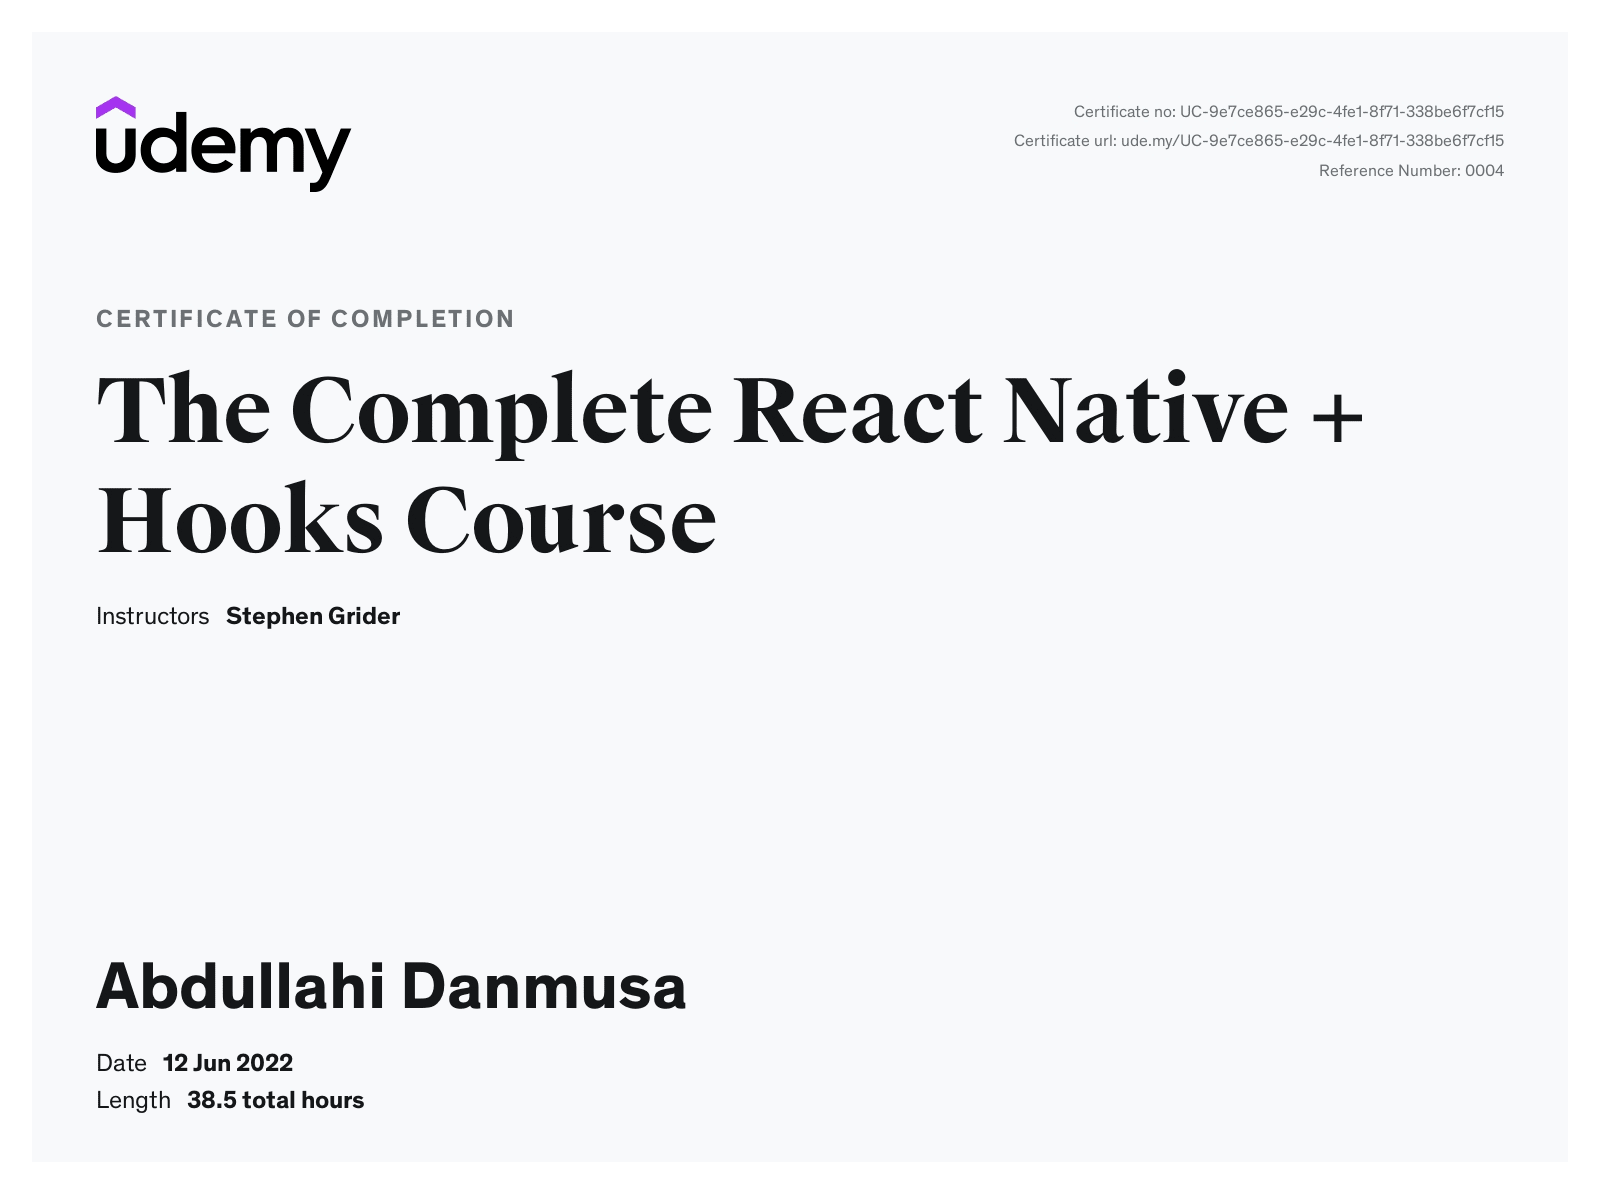 udemy
Certificate no: UC-9e7ce865-e29c-4fe1-8f71-338be6f7cf15
Certificate url: ude.my/UC-9e7ce865-e29c-4fe1-8f71-338be6f7cf15
Reference Number: 0004
CERTIFICATE OF COMPLETION
The Complete React Native +
Hooks Course
Instructors Stephen Grider
Abdullahi Danmusa
Date 12 Jun 2022
Length 38.5 total hours